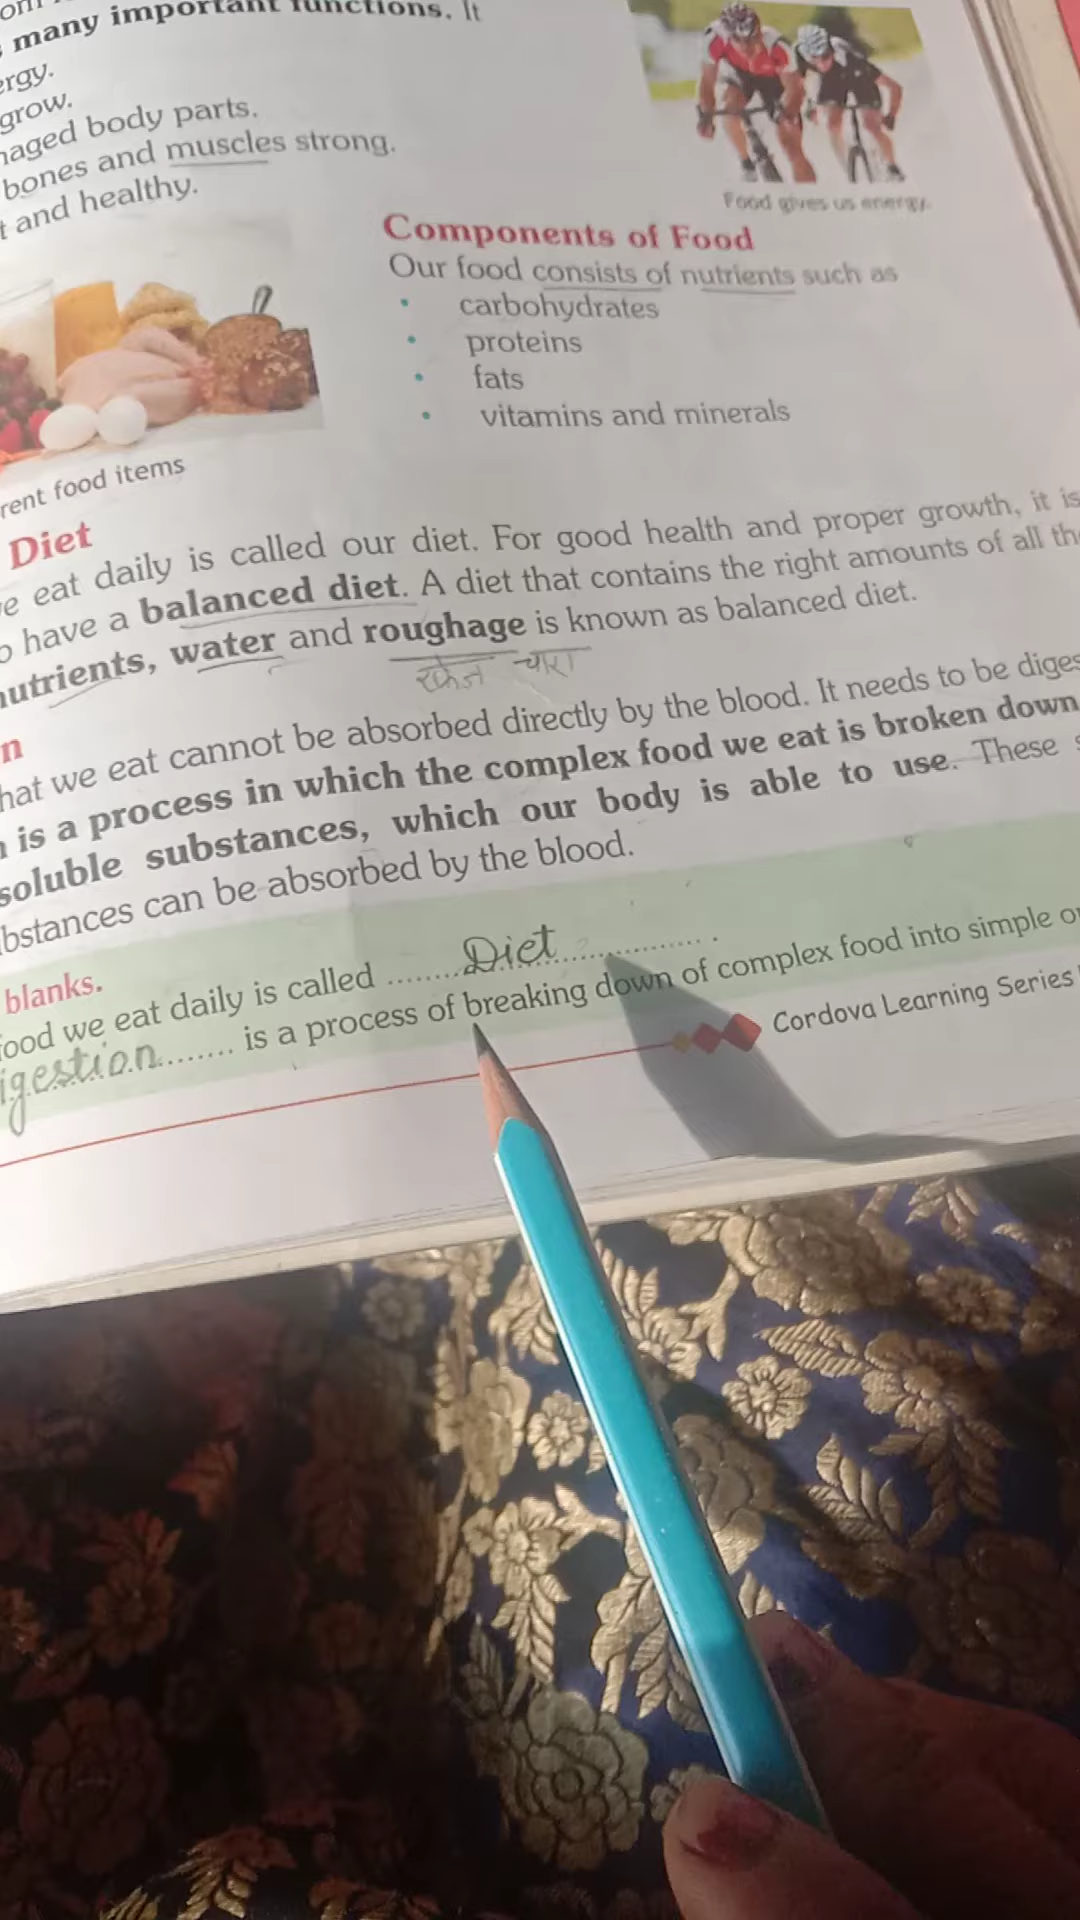 many important functions. It
ergy.
grow.
maged body parts.
bones and muscles strong.
t and healthy.
Food gives us energy.
Components of Food
Our food consists of nutrients such as
• carbohydrates
• proteins
• fats
• vitamins and minerals
rent food items
Diet
e eat daily is called our diet. For good health and proper growth, it is
o have a balanced diet. A diet that contains the right amounts of all th
nutrients, water and roughage is known as balanced diet.
चारा
n
hat we eat cannot be absorbed directly by the blood. It needs to be diges
n is a process in which the complex food we eat is broken down
soluble substances, which our body is able to use. These s
bstances can be absorbed by the blood.
blanks.
food we eat daily is called ........Diet............... .
igestion......... is a process of breaking down of complex food into simple or
Cordova Learning Series